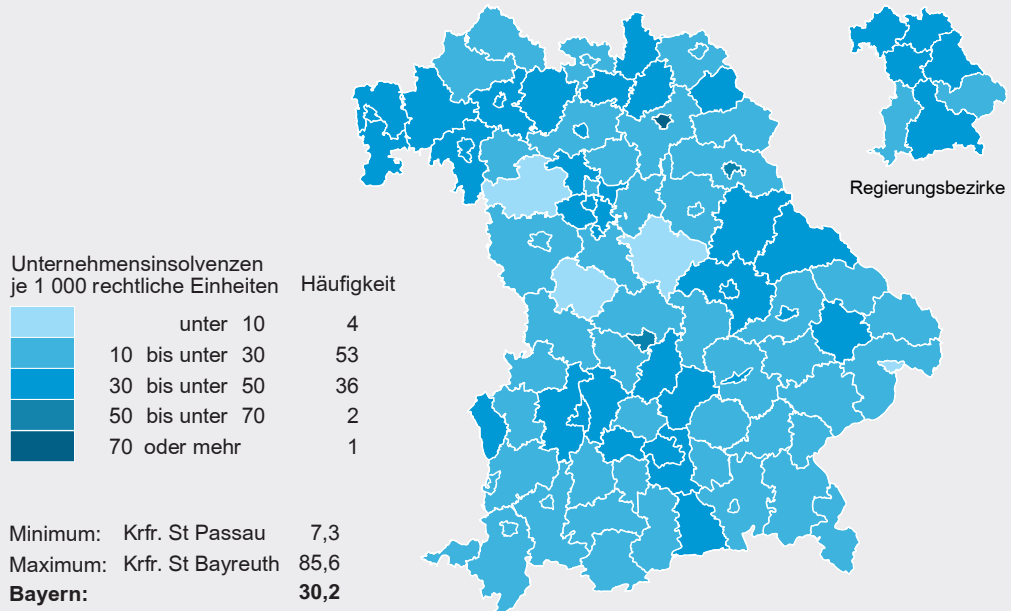 Regierungsbezirke
Unternehmensinsolvenzen
je 1 000 rechtliche Einheiten Häufigkeit
unter 10 4
10 bis unter 30 53
30 bis unter 50 36
50 bis unter 70 2
70 oder mehr 1
Minimum: Krfr. St Passau 7,3
Maximum: Krfr. St Bayreuth 85,6
Bayern: 30,2